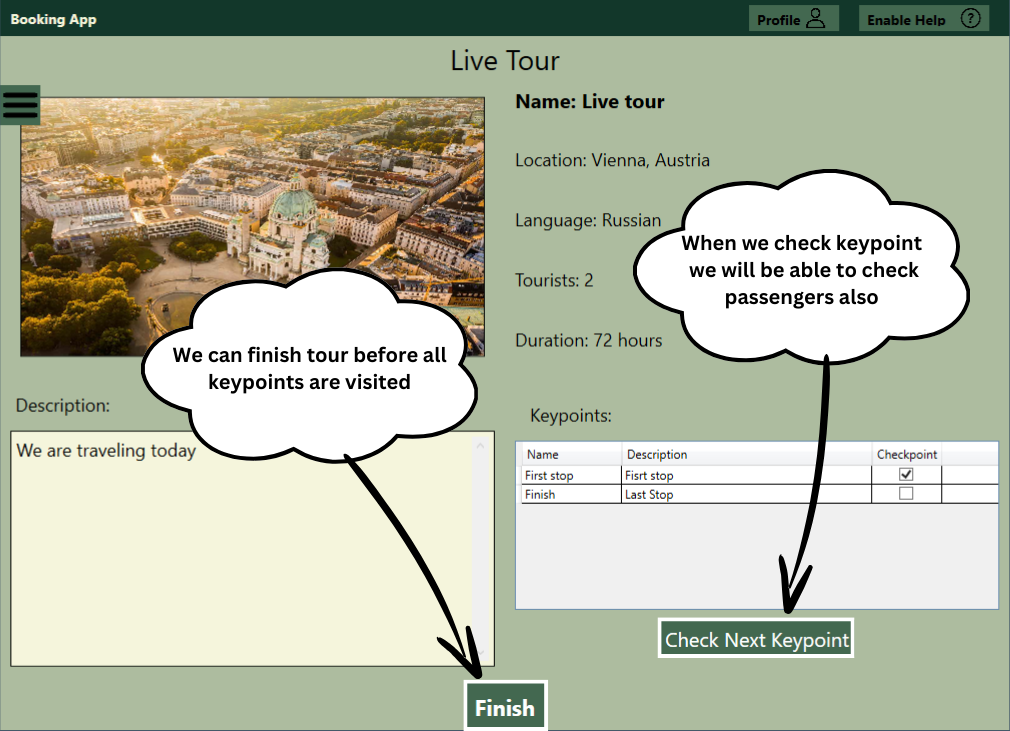 Booking App
Profile
Enable Help
?
Live Tour
Name: Live tour
Location: Vienna, Austria
Language: Russian
Tourists: 2
Duration: 72 hours
When we check keypoint
we will be able to check
passengers also
We can finish tour before all
keypoints are visited
Description:
We are traveling today
Keypoints:
Name Description Checkpoint
First stop Fisrt stop
Finish Last Stop
Check Next Keypoint
Finish